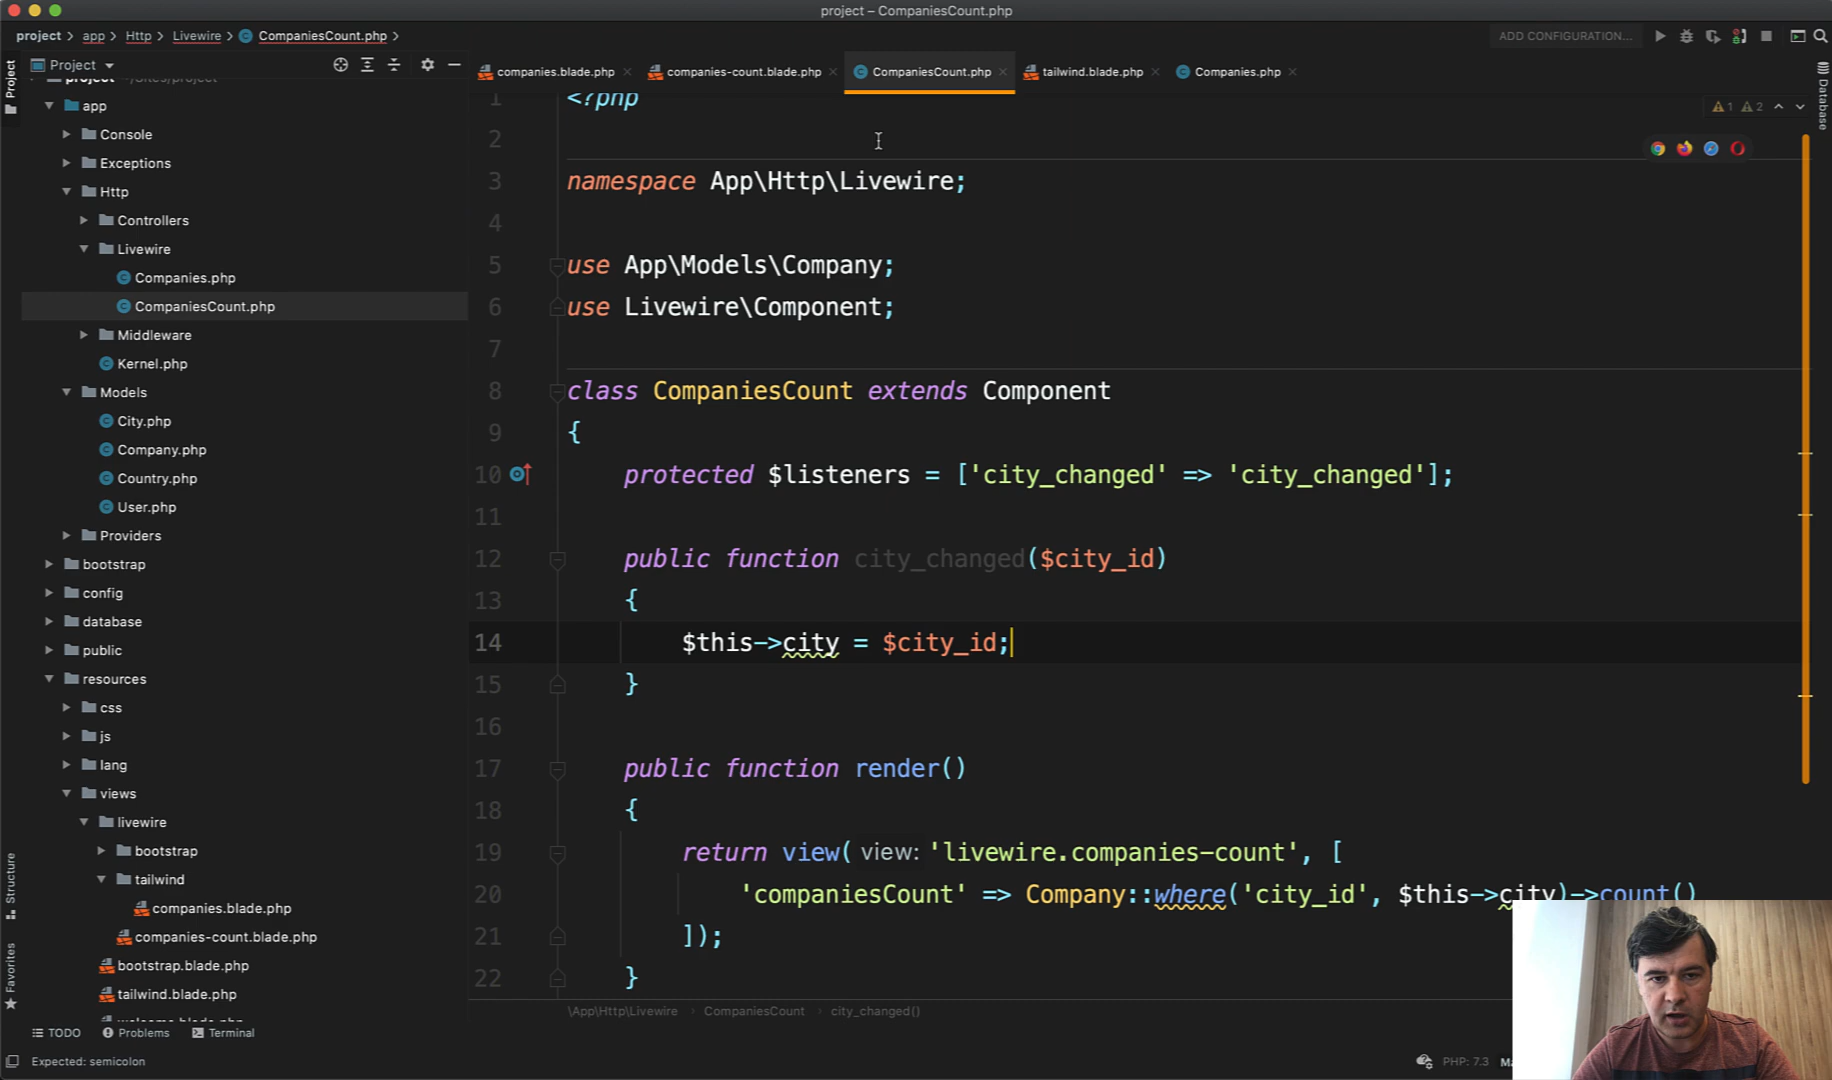 project – CompaniesCount.php
project > app > Http > Livewire > CompaniesCount.php >
ADD CONFIGURATION...
Project
Project
companies.blade.php
companies-count.blade.php
CompaniesCount.php
tailwind.blade.php
Companies.php
Database
1 2
app
Console
Exceptions
Http
Controllers
Livewire
Companies.php
CompaniesCount.php
Middleware
Kernel.php
Models
City.php
Company.php
Country.php
User.php
Providers
bootstrap
config
database
public
resources
css
js
lang
views
livewire
bootstrap
tailwind
companies.blade.php
companies-count.blade.php
bootstrap.blade.php
tailwind.blade.php
1 <?php
2
3 namespace App\Http\Livewire;
4
5 use App\Models\Company;
6 use Livewire\Component;
7
8 class CompaniesCount extends Component
9 {
10 protected $listeners = ['city_changed' => 'city_changed'];
11
12 public function city_changed($city_id)
13 {
14 $this->city = $city_id;
15 }
16
17 public function render()
18 {
19 return view( view: 'livewire.companies-count', [
20 'companiesCount' => Company::where('city_id', $this->city)->count()
21 ]);
22 }
\App\Http\Livewire > CompaniesCount > city_changed()
Structure
Favorites
TODO
Problems
Terminal
Expected: semicolon
PHP: 7.3